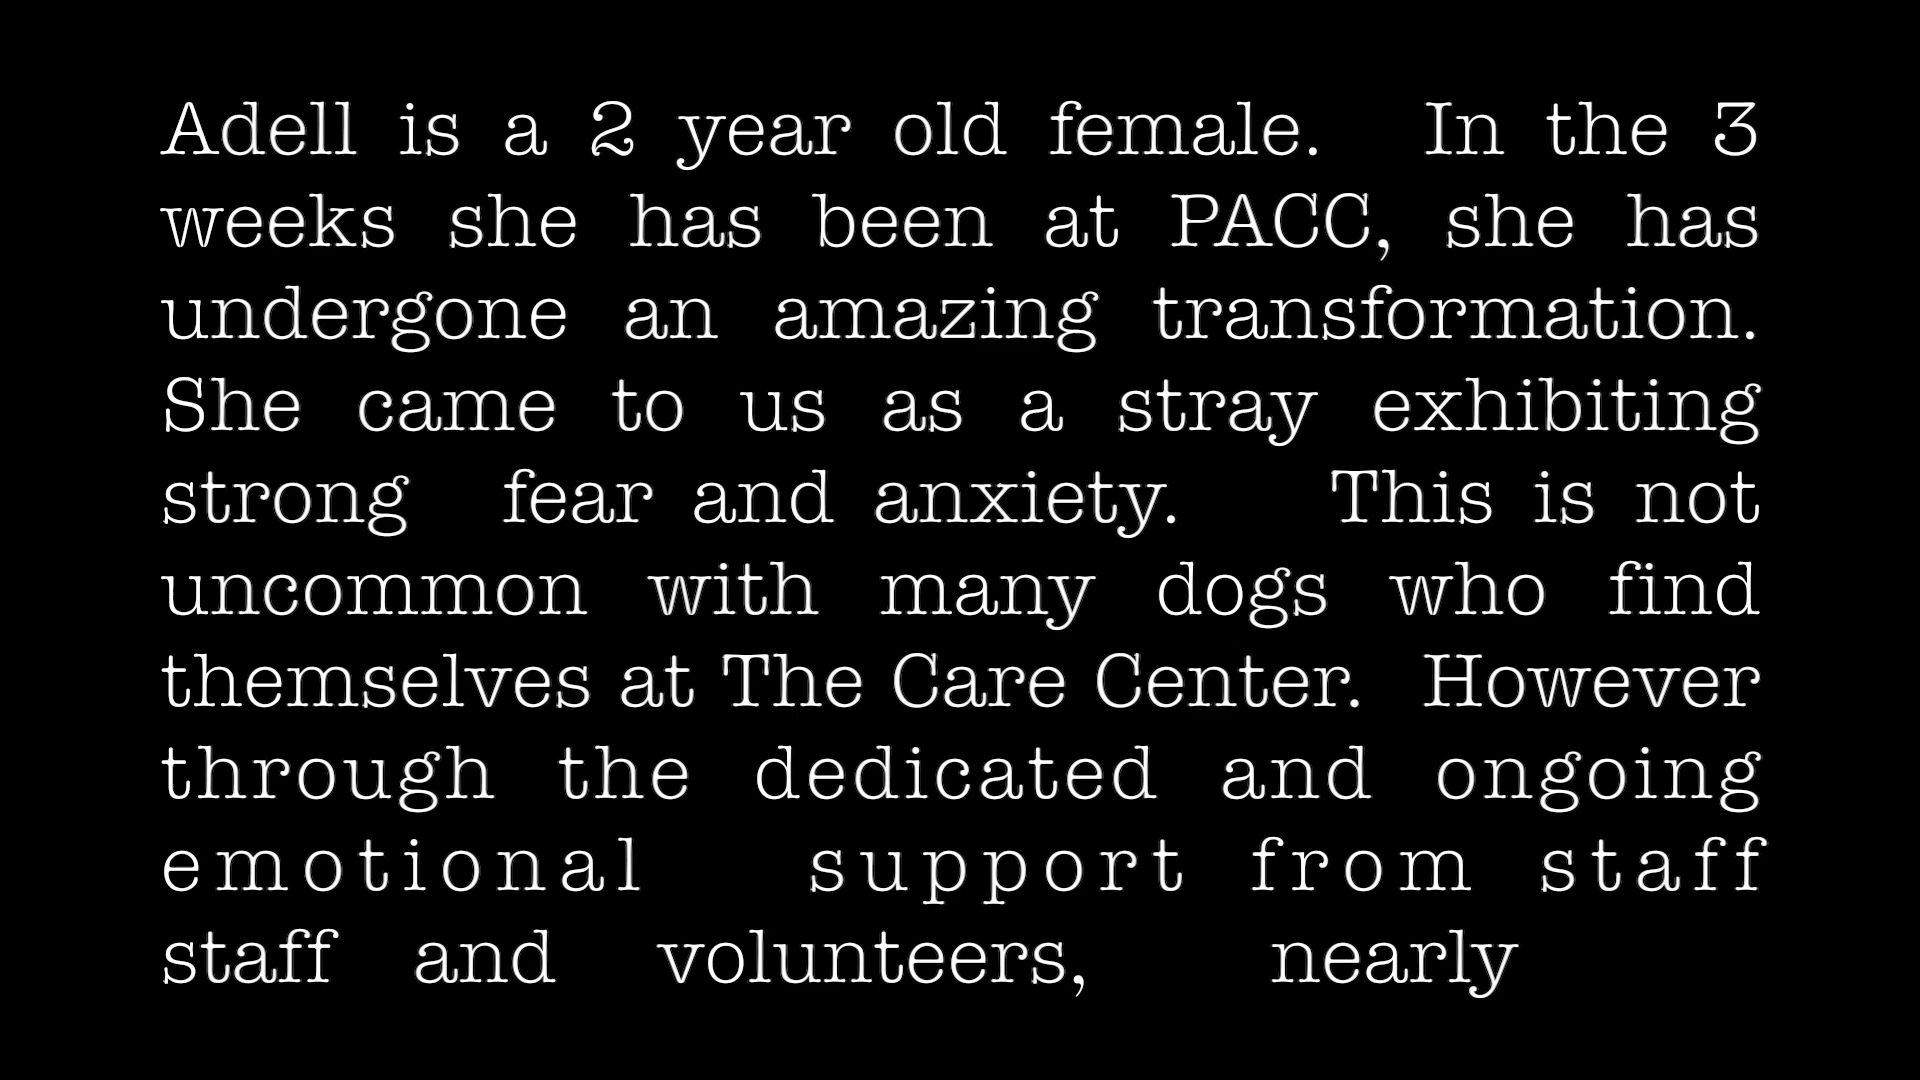 Adell is a 2 year old female. In the 3
weeks she has been at PACC, she has
undergone an amazing transformation.
She came to us as a stray exhibiting
strong fear and anxiety. This is not
uncommon with many dogs who find
themselves at The Care Center. However
through the dedicated and ongoing
emotional support from staff
staff and volunteers, nearly